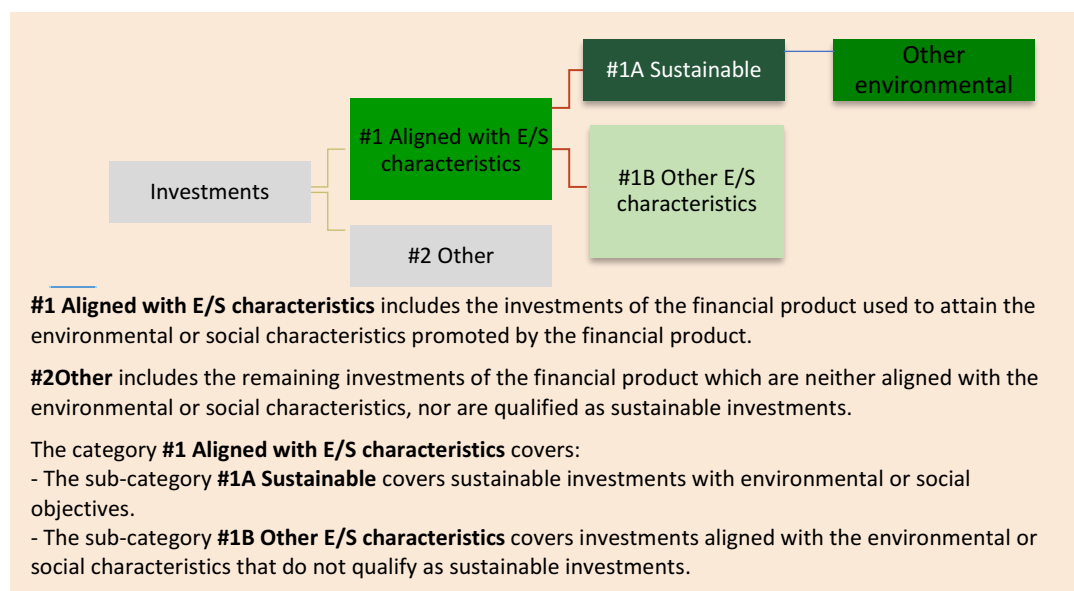 Other
environmental
#1A Sustainable
#1 Aligned with E/S
characteristics
#1B Other E/S
characteristics
Investments
#2 Other
#1 Aligned with E/S characteristics includes the investments of the financial product used to attain the
environmental or social characteristics promoted by the financial product.
#2Other includes the remaining investments of the financial product which are neither aligned with the
environmental or social characteristics, nor are qualified as sustainable investments.
The category #1 Aligned with E/S characteristics covers:
- The sub-category #1A Sustainable covers sustainable investments with environmental or social
objectives.
- The sub-category #1B Other E/S characteristics covers investments aligned with the environmental or
social characteristics that do not qualify as sustainable investments.